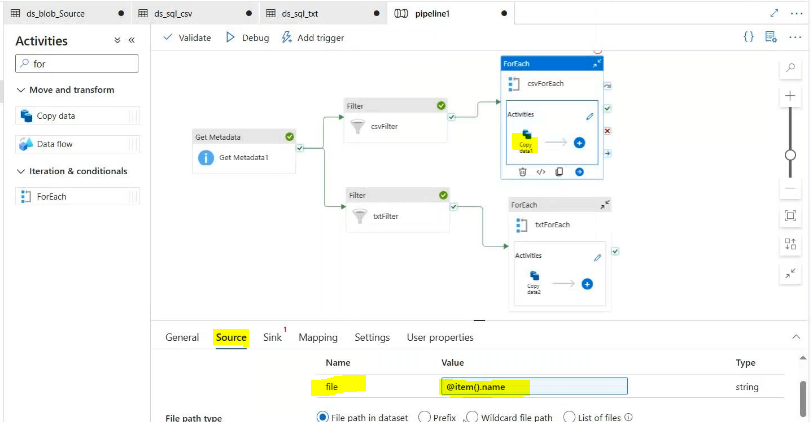 ds_blob_Source
ds_sql_csv
ds_sql_txt
pipeline1
Activities
for
Move and transform
Copy data
Data flow
Iteration & conditionals
ForEach
Validate
Debug
Add trigger
Get Metadata
Get Metadata1
Filter
csvFilter
Filter
txtFilter
ForEach
csvForEach
Activities
Copy
data1
ForEach
txtForEach
Activities
Copy
data2
General
Source
Sink
1
Mapping
Settings
User properties
Name
Value
Type
file
@item().name
string
File path type
File path in dataset
Prefix
Wildcard file path
List of files